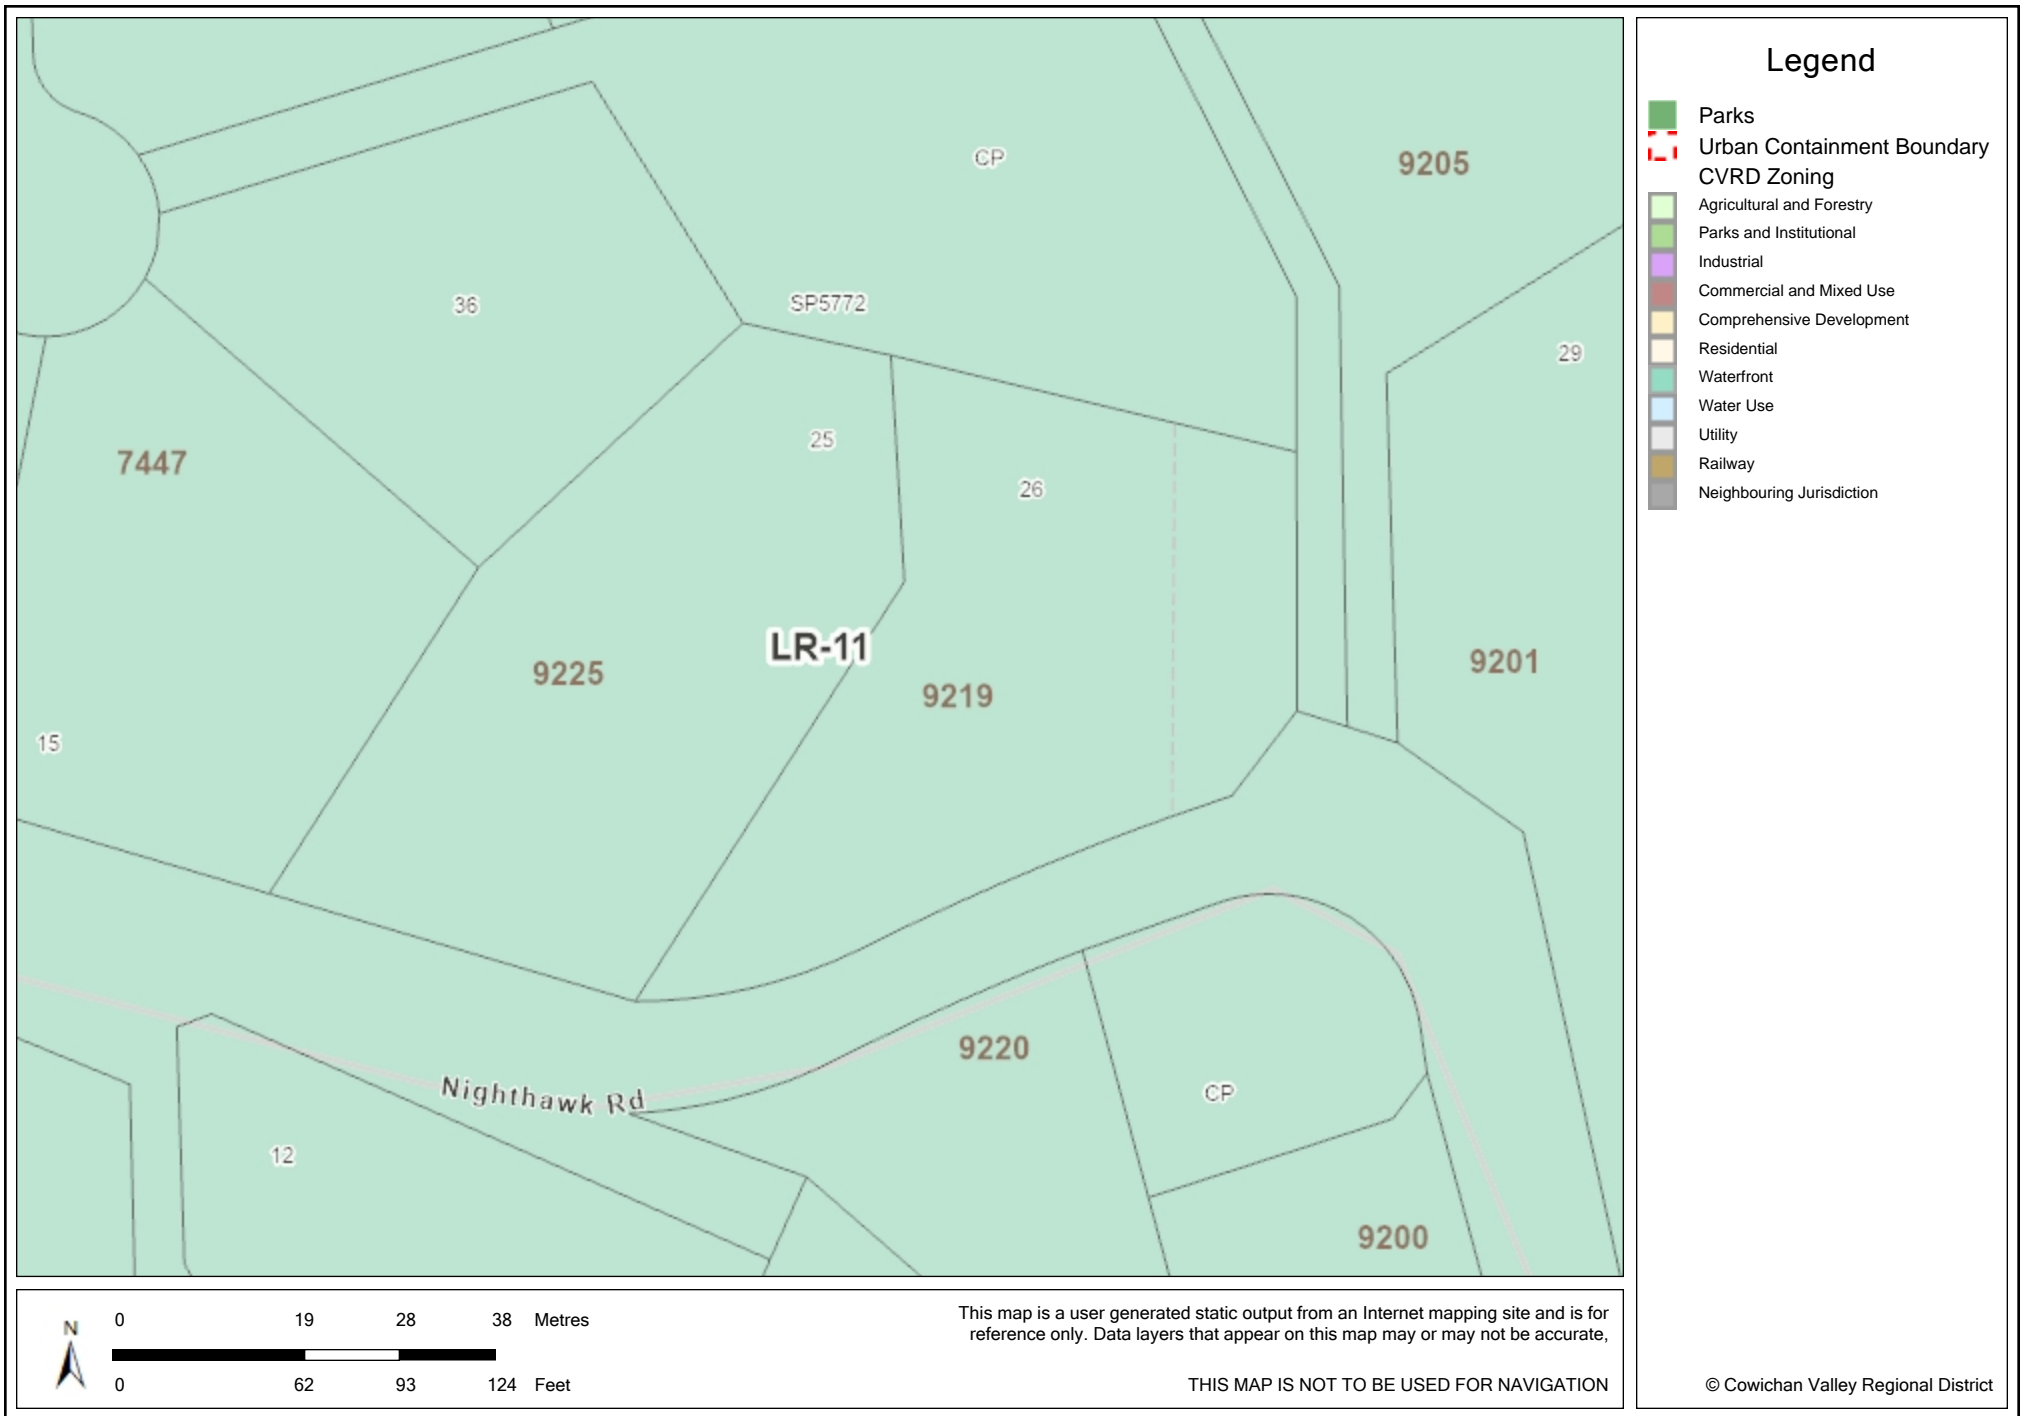 CP
9205
36
SP5772
29
25
7447
26
LR-11
9225
9219
9201
15
9220
Nighthawk Rd
CP
12
9200
Legend
Parks
Urban Containment Boundary
CVRD Zoning
Agricultural and Forestry
Parks and Institutional
Industrial
Commercial and Mixed Use
Comprehensive Development
Residential
Waterfront
Water Use
Utility
Railway
Neighbouring Jurisdiction
N
0 19 28 38 Metres
0 62 93 124 Feet
This map is a user generated static output from an Internet mapping site and is for
reference only. Data layers that appear on this map may or may not be accurate,
THIS MAP IS NOT TO BE USED FOR NAVIGATION
© Cowichan Valley Regional District